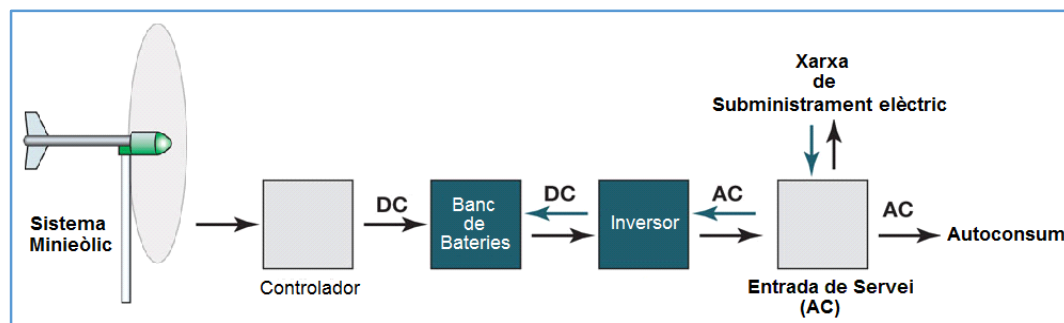 Xarxa
de
Subministrament elèctric
Sistema
Minieòlic
Controlador
DC
Banc
de
Bateries
DC
Inversor
AC
Entrada de Servei
(AC)
AC
Autoconsum